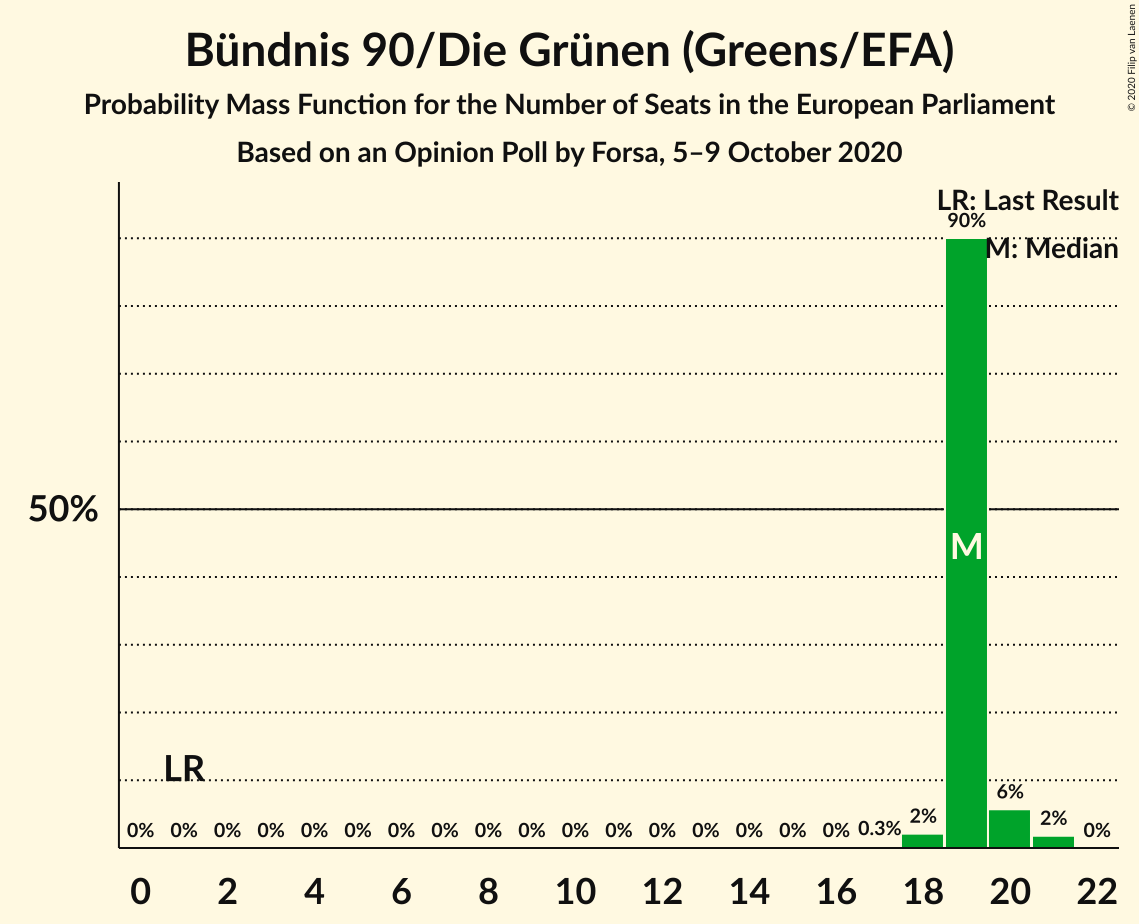 Bündnis 90/Die Grünen (Greens/EFA)
Probability Mass Function for the Number of Seats in the European Parliament
Based on an Opinion Poll by Forsa, 5–9 October 2020
© 2020 Filip van Laenen
LR: Last Result
90%
M: Median
50%
M
LR
0% 0% 0% 0% 0% 0% 0% 0% 0% 0% 0% 0% 0% 0% 0% 0% 0% 0.3% 2% 6% 2% 0%
0 2 4 6 8 10 12 14 16 18 20 22